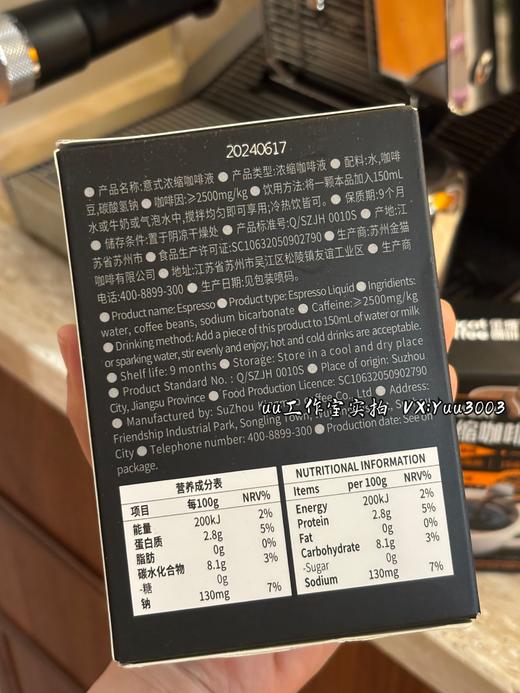 20240617
● 产品名称:意式浓缩咖啡液 ● 产品类型:浓缩咖啡液 ● 配料:水,咖啡
豆,碳酸氢钠 ● 咖啡因:≥2500mg/kg ● 饮用方法:将一颗本品加入150mL
水或牛奶或气泡水中,搅拌均匀即可享用;冷热饮皆可。 ● 保质期:9个月
● 储存条件:置于阴凉干燥处 ● 产品标准号:Q/SZJH 0010S ● 产地:江
苏省苏州市 ● 食品生产许可证:SC10632050902790 ● 生产商:苏州金猫
咖啡有限公司 ● 地址:江苏省苏州市吴江区松陵镇友谊工业区 ● 生产商
电话:400-8899-300 ● 生产日期:见包装喷码。
● Product name: Espresso ● Product type: Espresso Liquid ● Ingridients:
water, coffee beans, sodium bicarbonate ● Caffeine: ≥2500mg/kg
● Drinking method: Add a piece of this product to 150mL of water or milk
or sparking water, stir evenly and enjoy, hot and cold drinks are acceptable.
● Shelf life: 9 months ● Storage: Store in a cool and dry place
● Product Standard No. : Q/SZJH 0010S ● Place of origin: SuZhou
City, Jiangsu Province ● Food Production Licence: SC10632050902790
● Manufactured by: SuZhou Co., Ltd. ● Address:
Friendship Industrial Park, Songling Town,
City ● Telephone number: 400-8899-300 ● Production date: See on
package.
uu工作室实拍 VX:Yuu3003
营养成分表
项目 每100g NRV%
能量 200kJ 2%
蛋白质 2.8g 5%
脂肪 0g 0%
碳水化合物 8.1g 3%
-糖 0g
钠 130mg 7%
NUTRITIONAL INFORMATION
Items per 100g NRV%
Energy 200kJ 2%
Protein 2.8g 5%
Fat 0g 0%
Carbohydrate 8.1g 3%
-Sugar 0g
Sodium 130mg 7%
缩咖啡